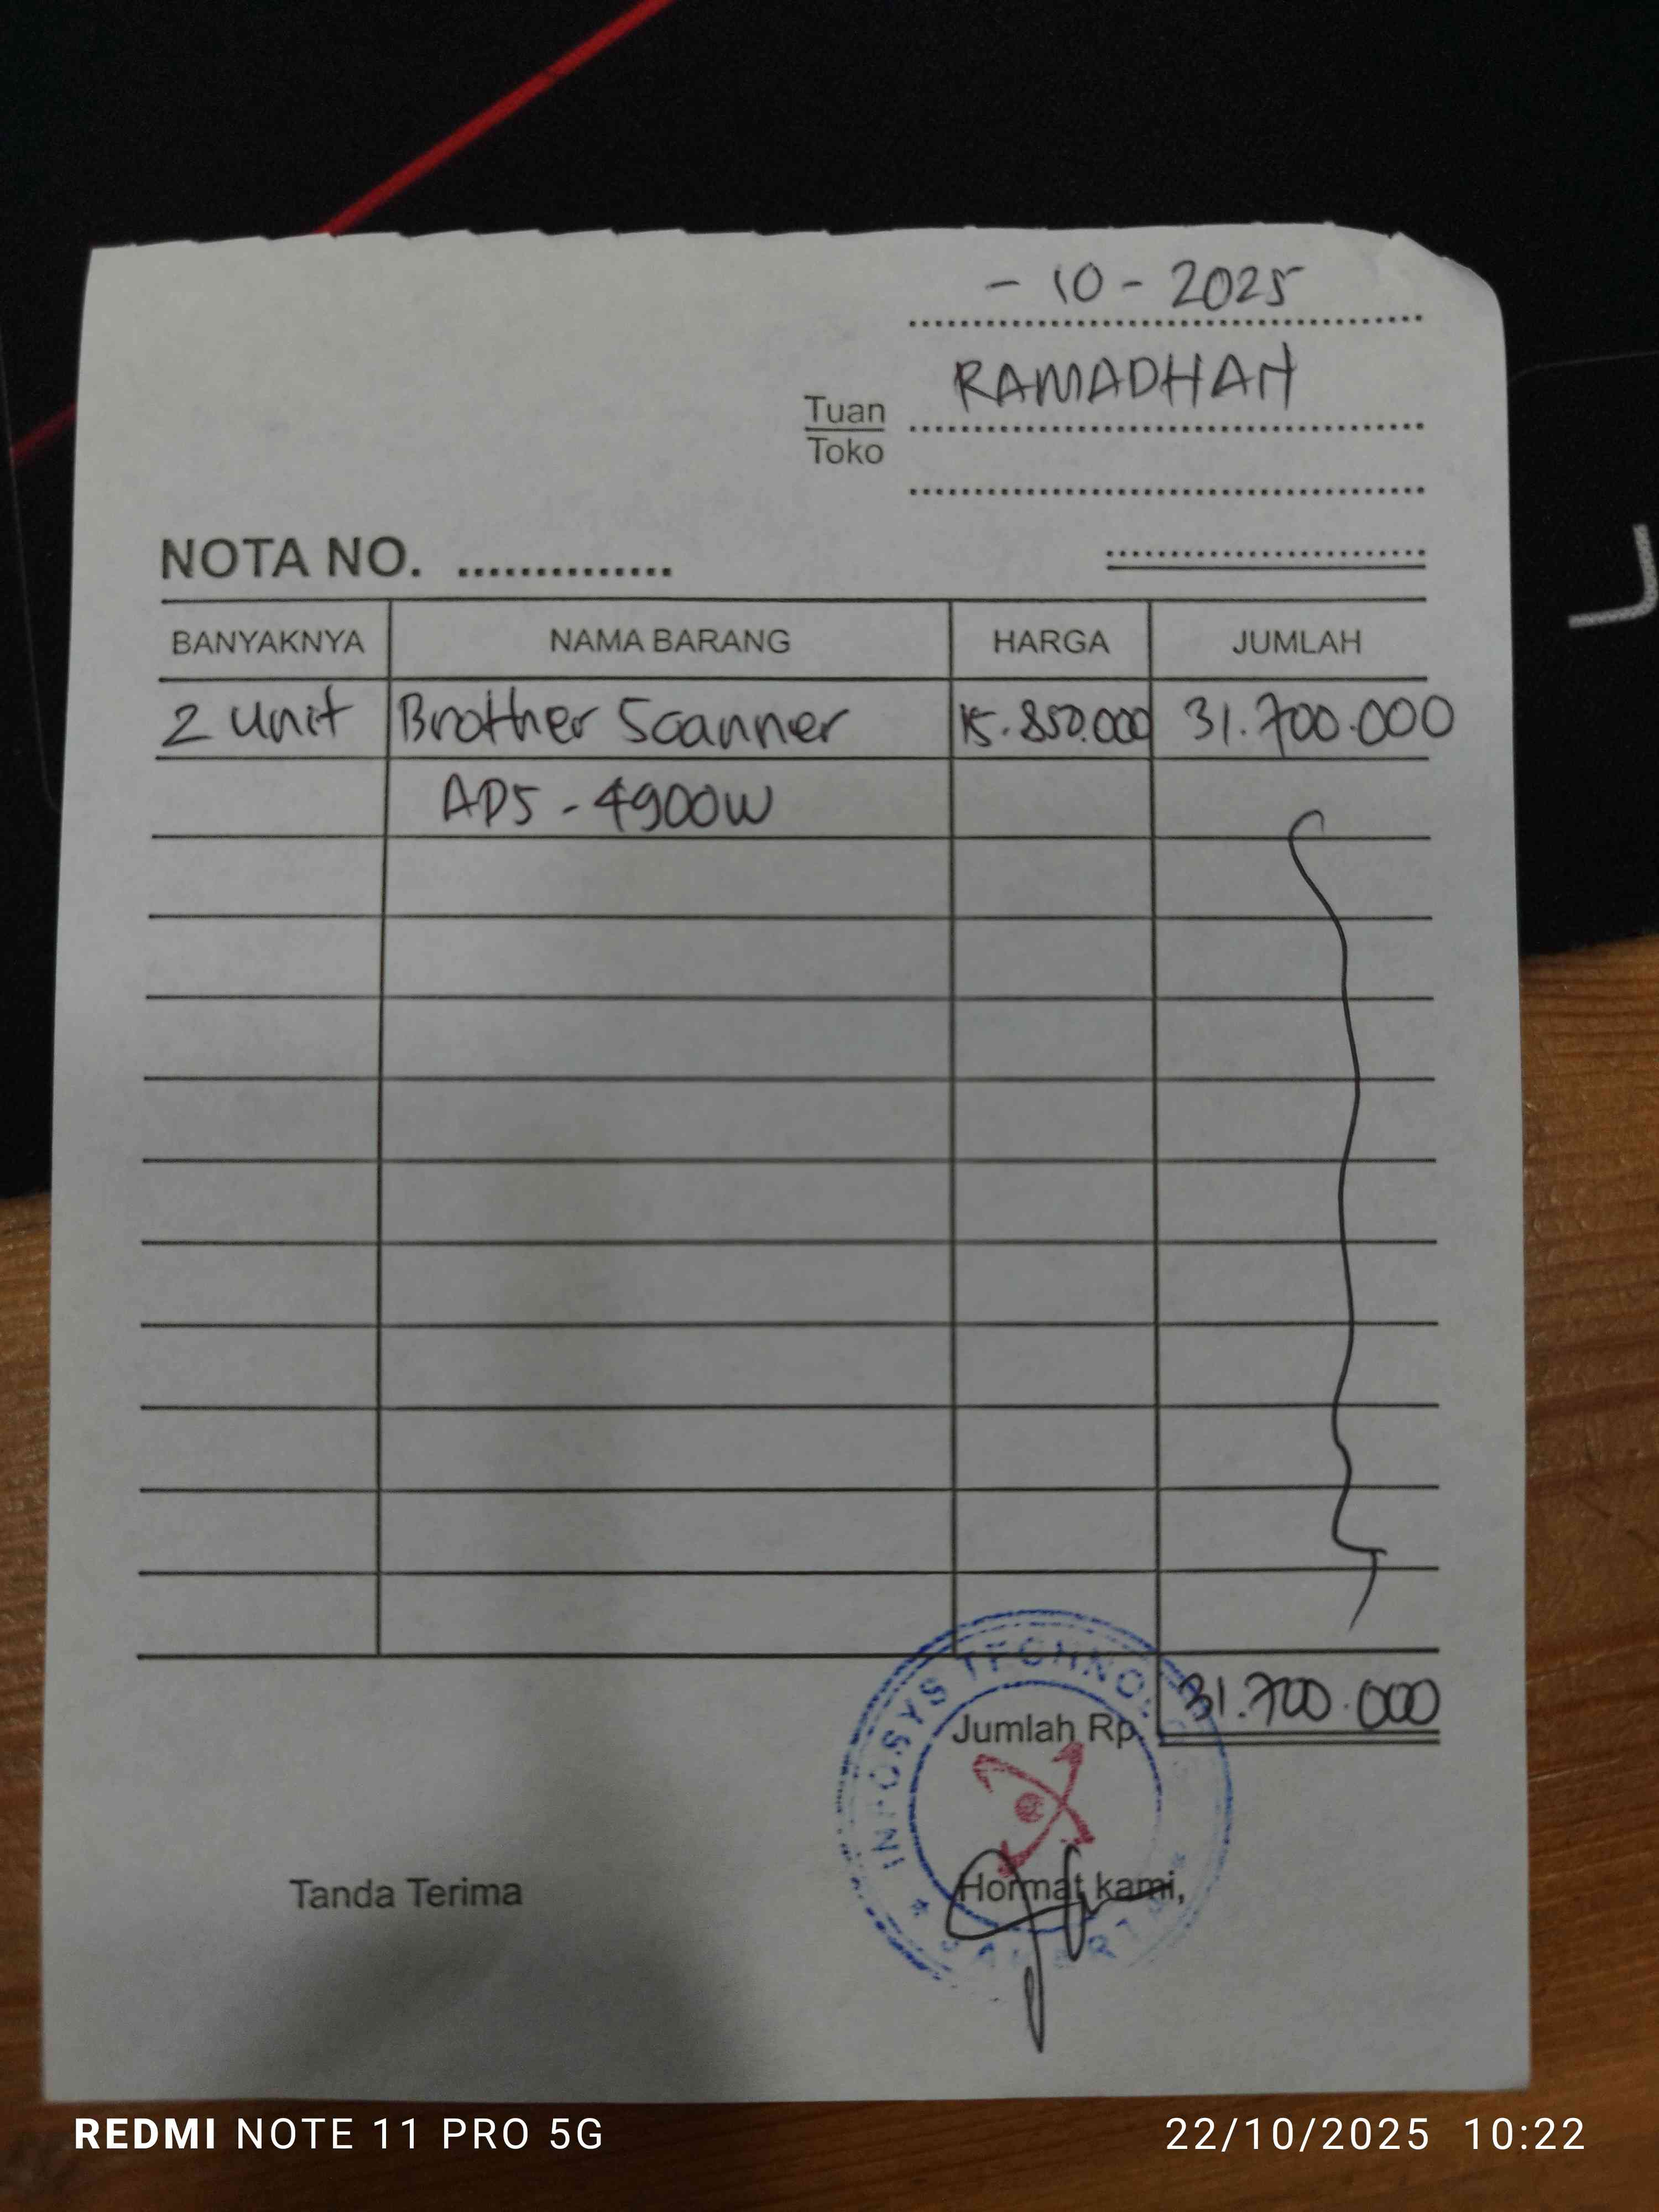 - 10 - 2025
RAMADHAN
Tuan
Toko
NOTA NO. ..............
BANYAKNYA NAMA BARANG HARGA JUMLAH
2 unit Brother Scanner 15.850.000 31.700.000
ADS - 4900W
Jumlah Rp 31.700.000
INFOSYS TECHNOLO
Tanda Terima Hormat kami,
REDMI NOTE 11 PRO 5G 22/10/2025 10:22